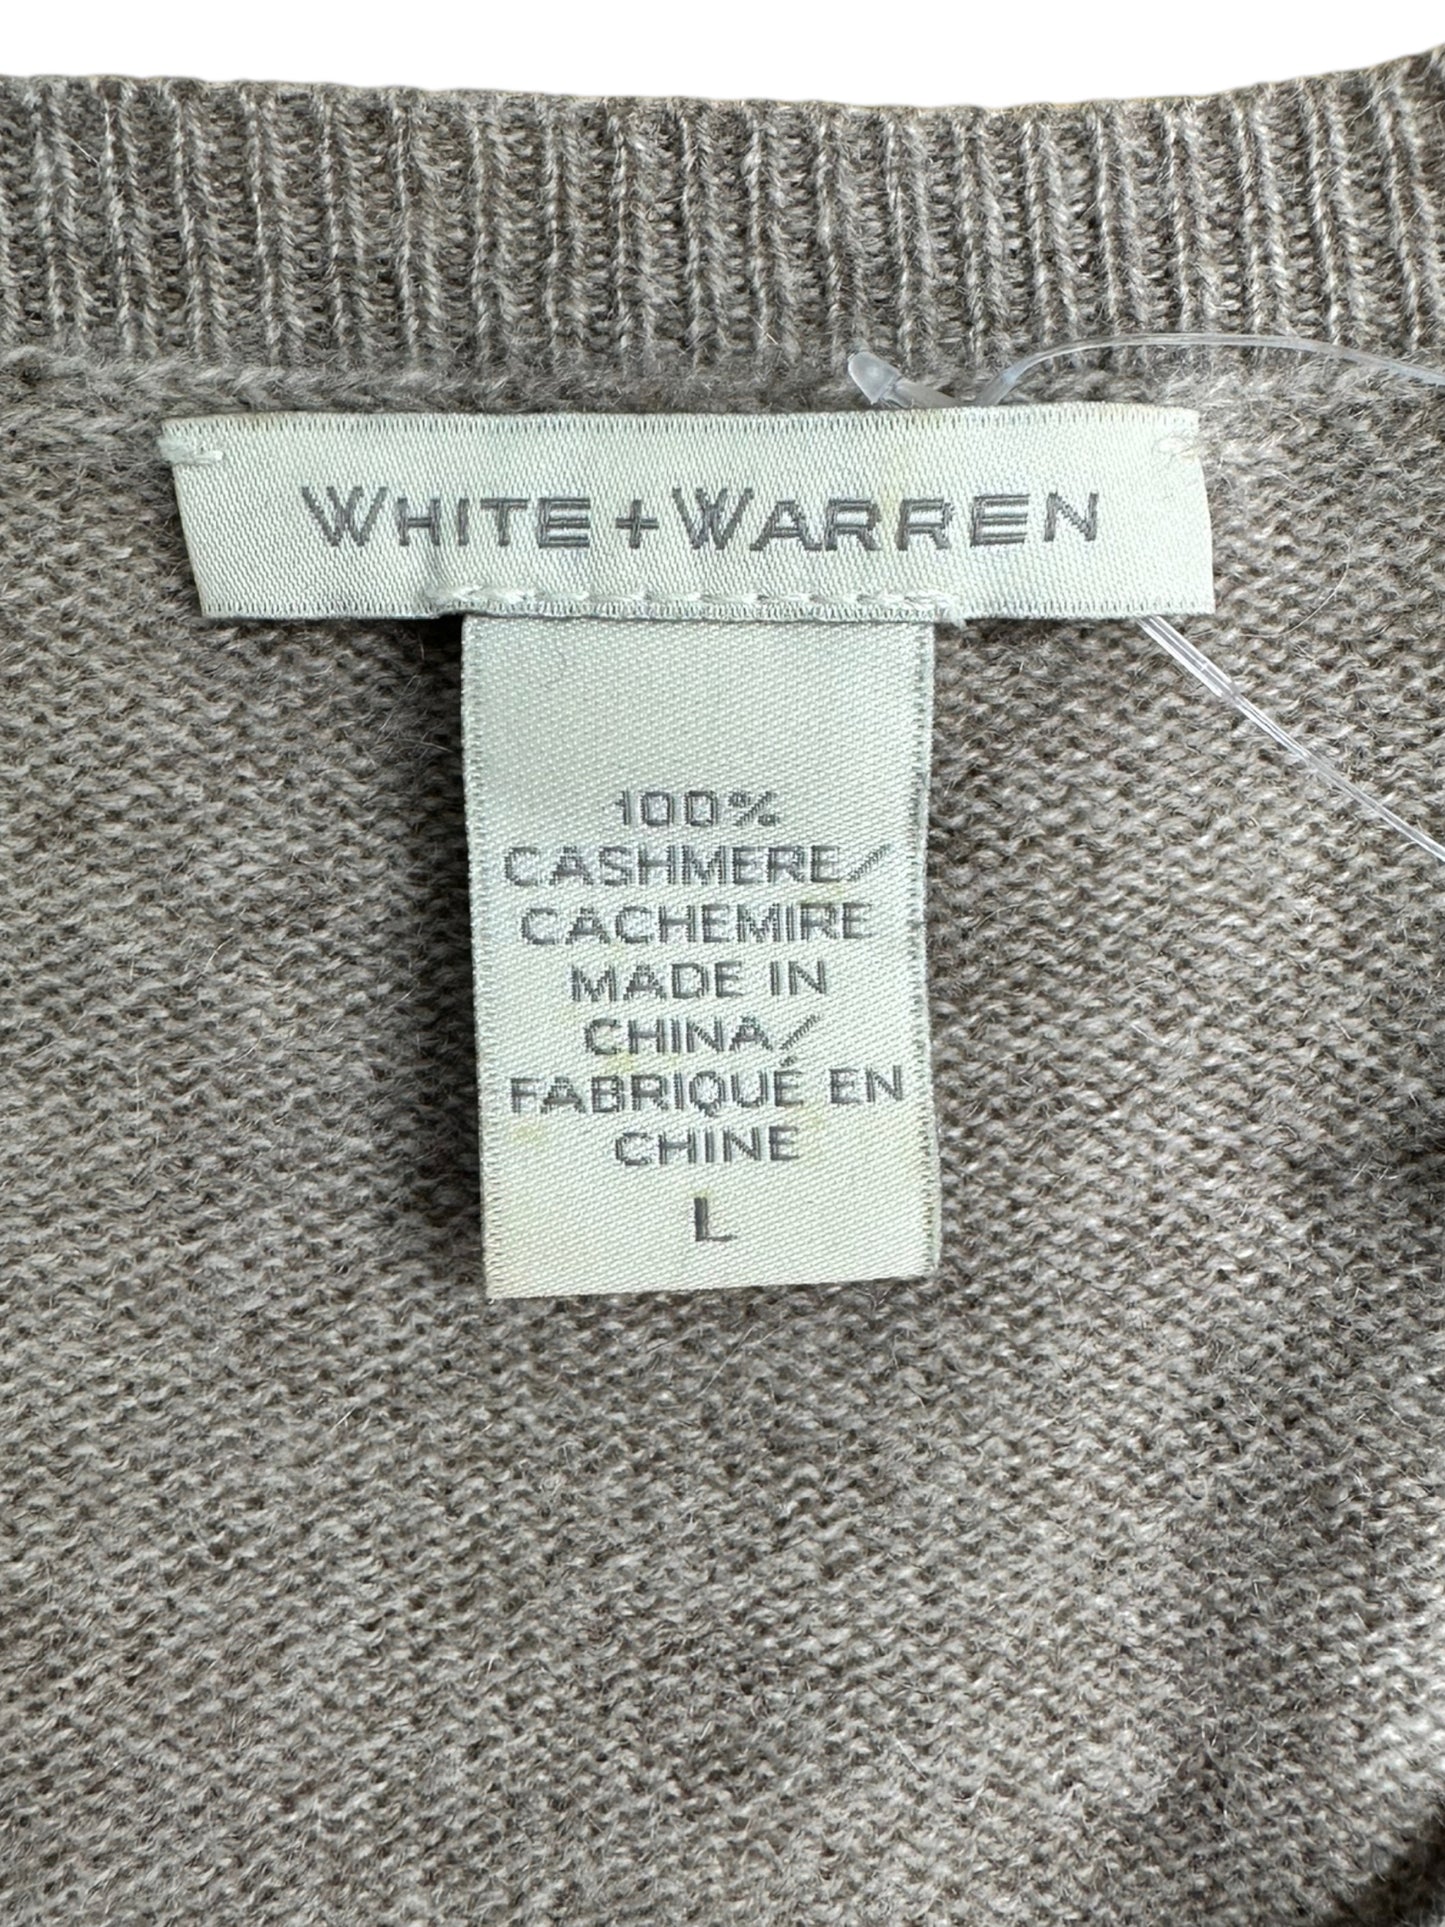 WHITE + WARREN
100%
CASHMERE/
CACHEMIRE
MADE IN
CHINA/
FABRIQUÉ EN
CHINE
L